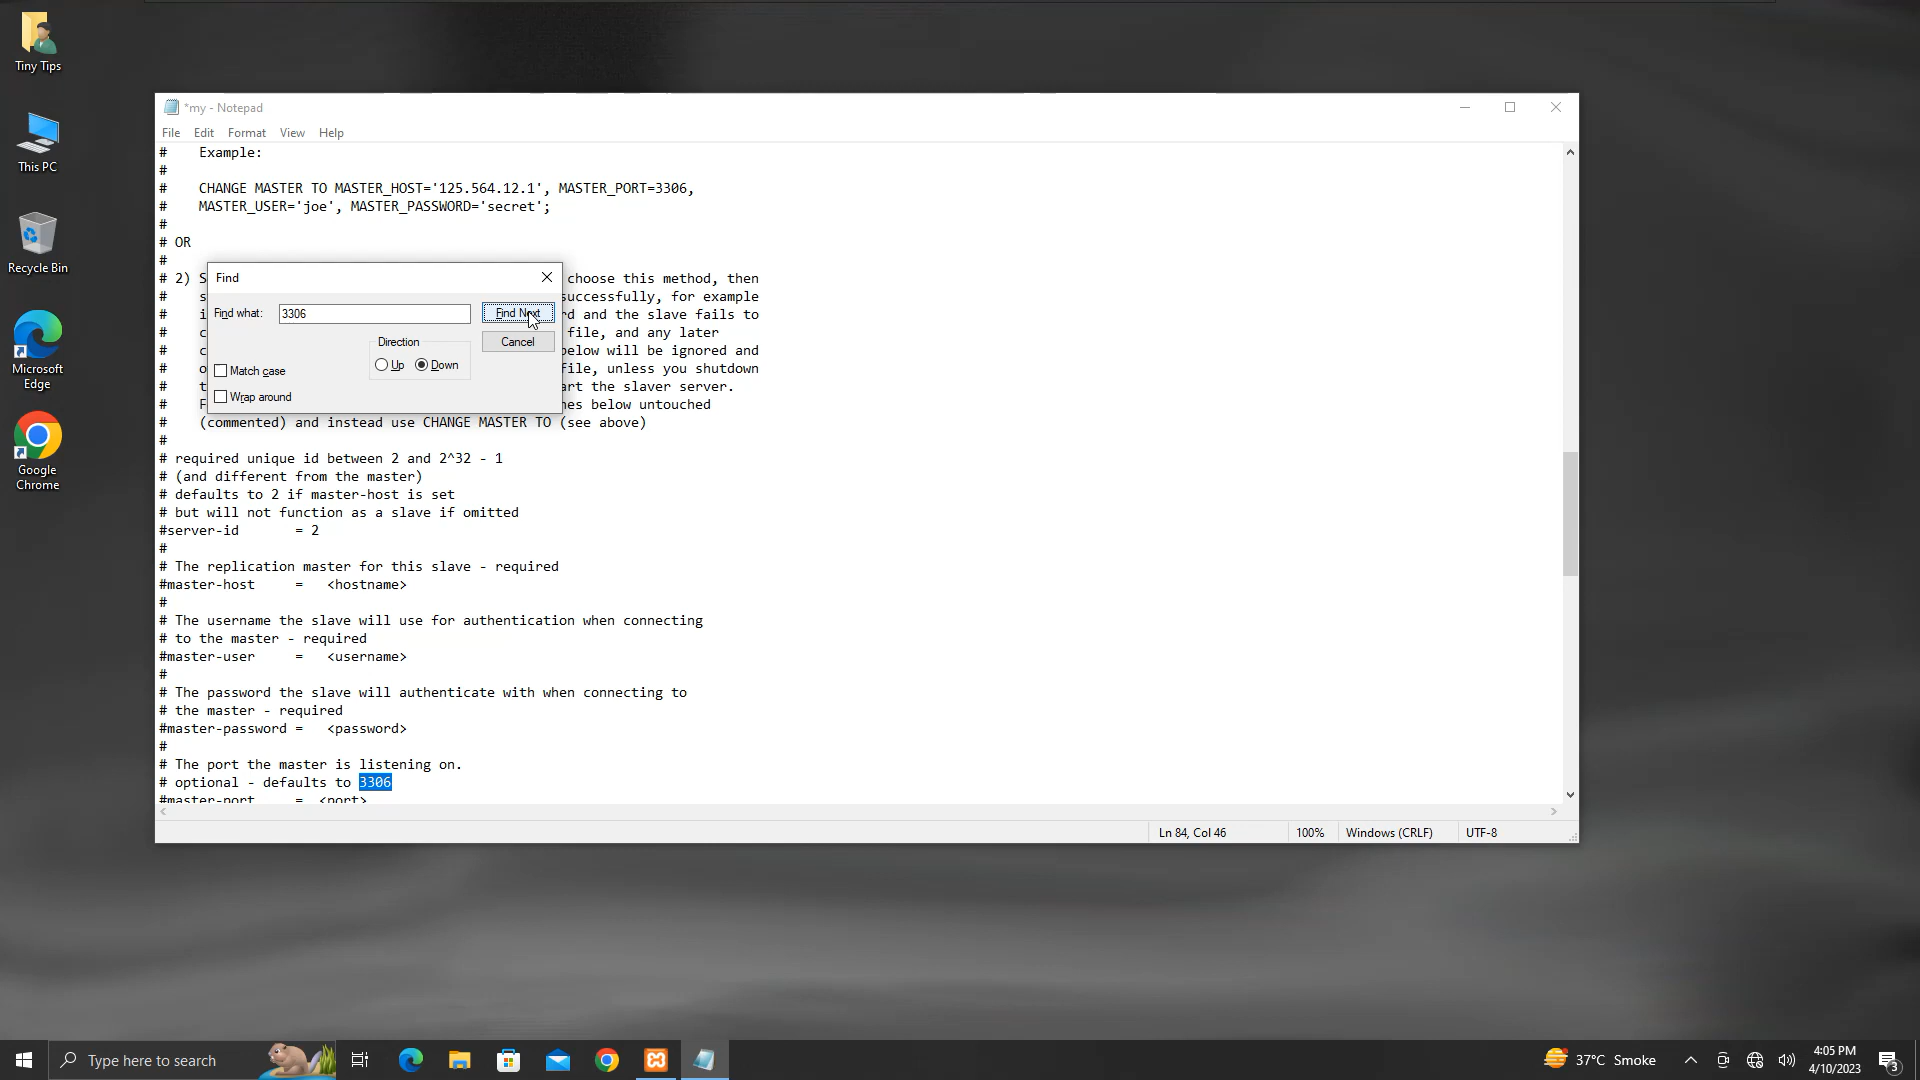 Tiny Tips
This PC
Recycle Bin
Microsoft
Edge
Google
Chrome
*my - Notepad
File Edit Format View Help
#    Example:
#
#    CHANGE MASTER TO MASTER_HOST='125.564.12.1', MASTER_PORT=3306,
#    MASTER_USER='joe', MASTER_PASSWORD='secret';
#
# OR
#
# 2) S choose this method, then
# s successfully, for example
# and the slave fails to
# file, and any later
# below will be ignored and
# file, unless you shutdown
# the slaver server.
# below untouched
#    (commented) and instead use CHANGE MASTER TO (see above)
#
# required unique id between 2 and 2^32 - 1
# (and different from the master)
# defaults to 2 if master-host is set
# but will not function as a slave if omitted
#server-id       = 2
#
# The replication master for this slave - required
#master-host     =   <hostname>
#
# The username the slave will use for authentication when connecting
# to the master - required
#master-user     =   <username>
#
# The password the slave will authenticate with when connecting to
# the master - required
#master-password =   <password>
#
# The port the master is listening on.
# optional - defaults to 3306
#master-port     =  <port>
Find
Find what: 3306 Find Next
Cancel
Direction
Up Down
Match case
Wrap around
Ln 84, Col 46 100% Windows (CRLF) UTF-8
Type here to search
37°C Smoke
4:05 PM
4/10/2023
3